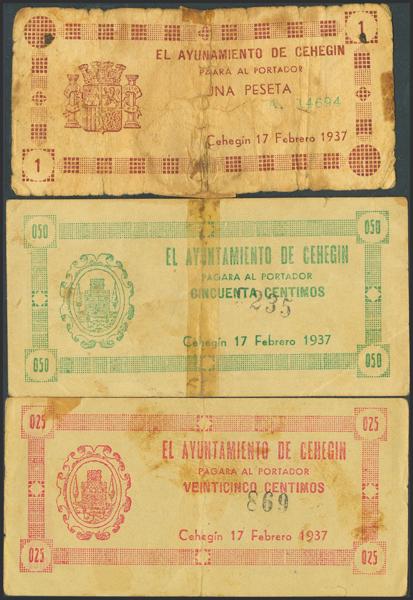 1
EL AYUNTAMIENTO DE CEHEGIN
PAGARA AL PORTADOR
UNA PESETA
14694
Cehegin 17 Febrero 1937
1
050 050
EL AYUNTAMIENTO DE CEHEGIN
PAGARA AL PORTADOR
CINCUENTA CENTIMOS
235
Cehegin 17 Febrero 1937
050 050
025 025
EL AYUNTAMIENTO DE CEHEGIN
PAGARA AL PORTADOR
VEINTICINCO CENTIMOS
869
Cehegin 17 Febrero 1937
025 025